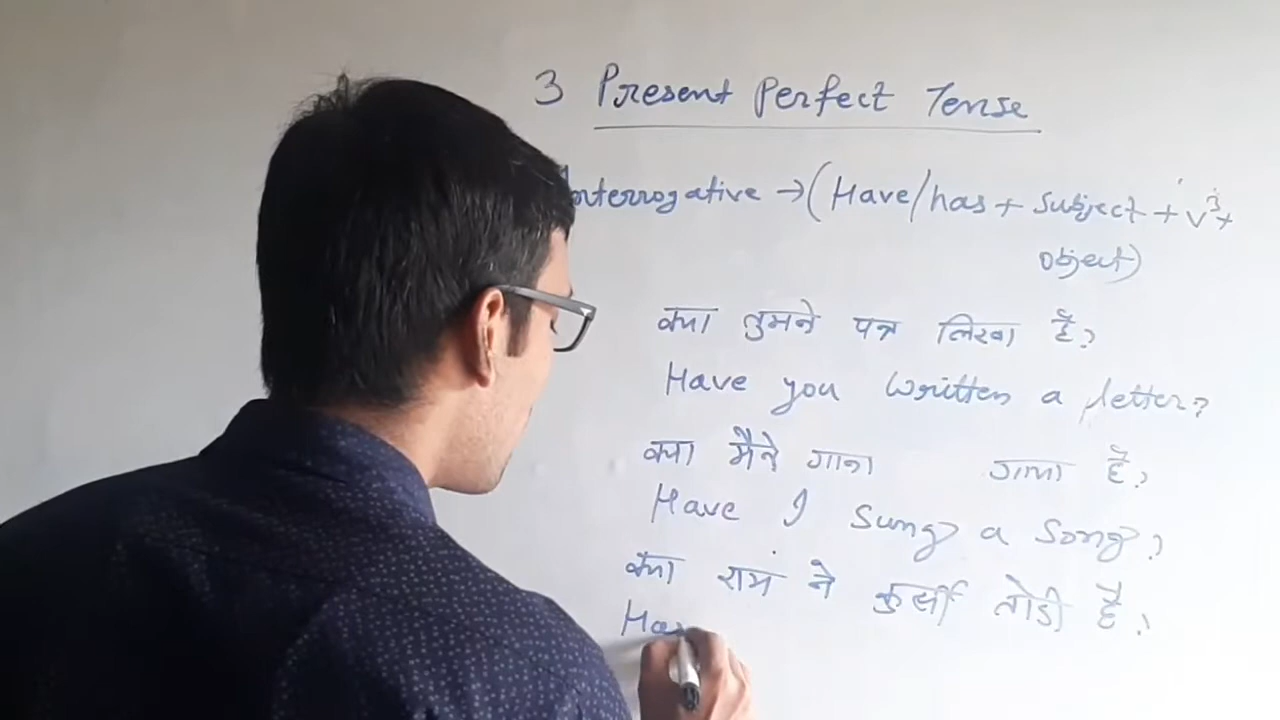 3 Present Perfect Tense
Interrogative → (Have/has + subject + v³ +
object)
क्या तुमने पत्र लिखा है?
Have you written a letter?
क्या मैने गाना गाया है?
Have I sung a song?
क्या राम ने कुर्सी तोडी है?
Has